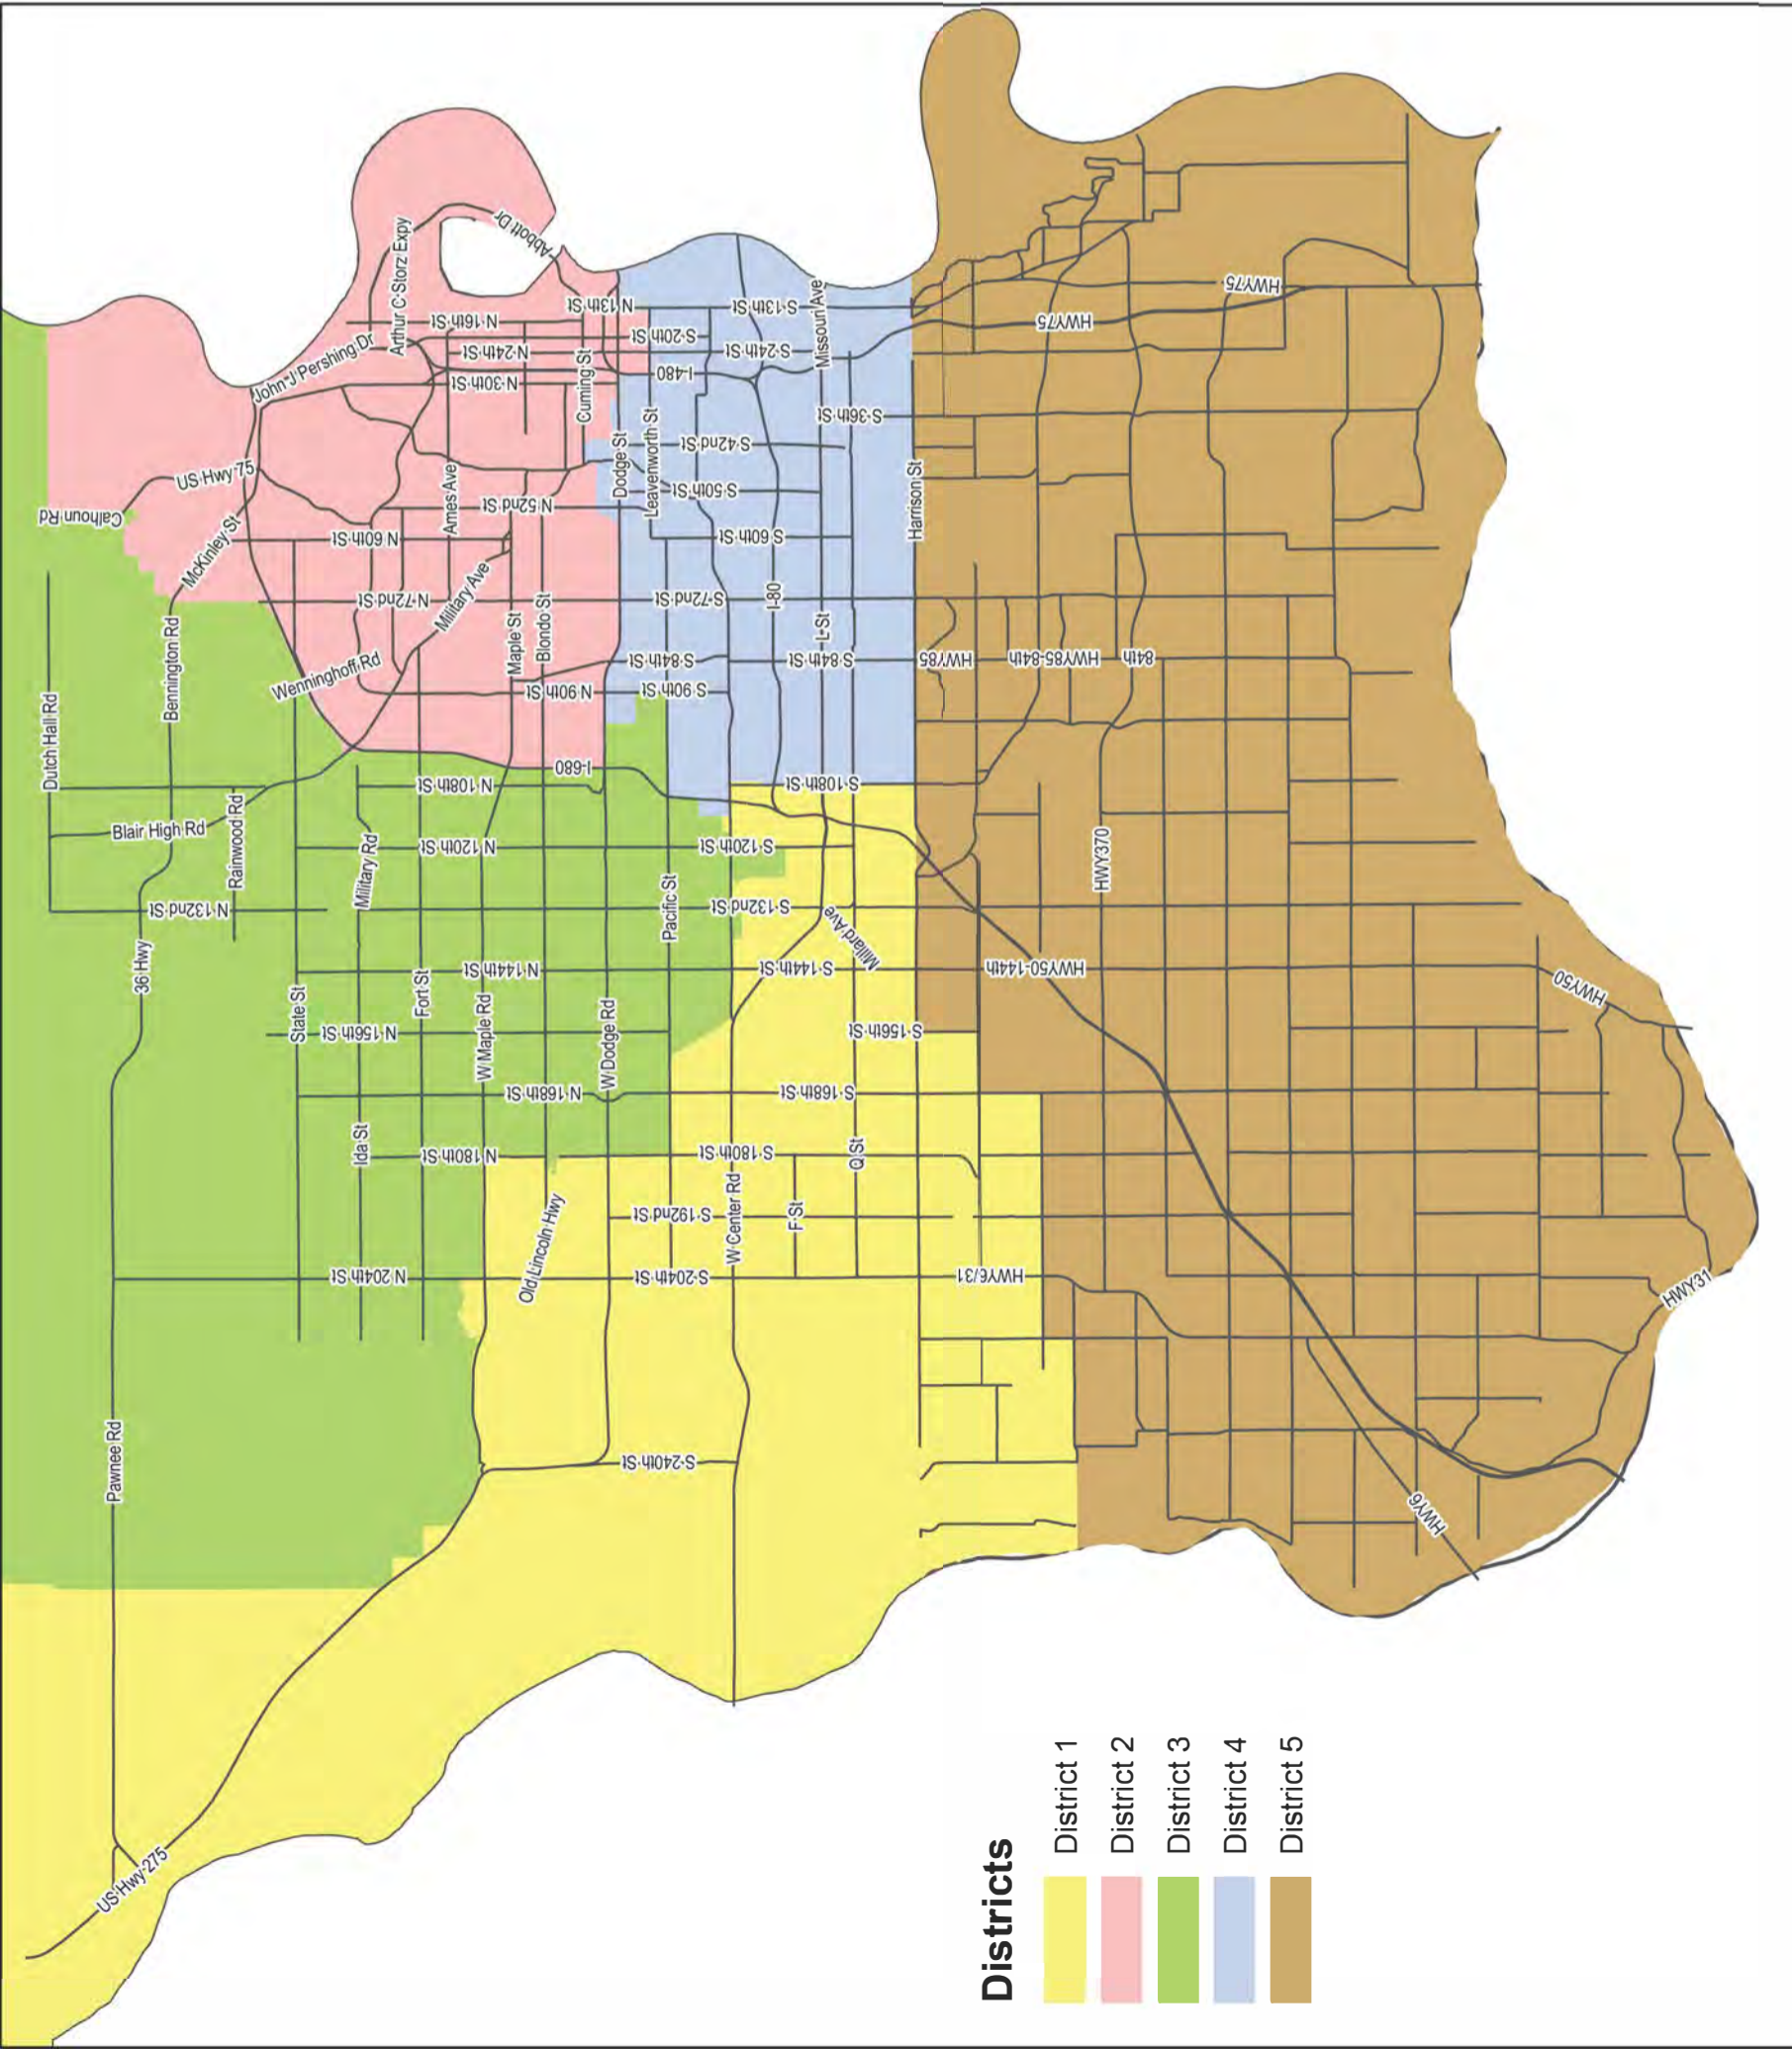 US Hwy 275
Pawnee Rd
36 Hwy
Bennington Rd
McKinley St
US Hwy 75
Calhoun Rd
Dutch Hall Rd
Blair High Rd
Rainwood Rd
N 132nd St
State St
Ida St
Military Rd
Fort St
W Maple Rd
Old Lincoln Hwy
W Dodge Rd
Pacific St
W Center Rd
F St
Q St
Millard Ave
N 204th St
S 204th St
HWY6/31
S 240th St
S 192nd St
N 180th St
S 180th St
N 168th St
S 168th St
N 156th St
S 156th St
N 144th St
S 144th St
HWY50-144th
S 132nd St
N 120th St
S 120th St
N 108th St
S 108th St
I-680
Wenninghoff Rd
N 90th St
S 90th St
S 84th St
S 84th St
HWY85
HWY85-84th
84th
N 72nd St
S 72nd St
Military Ave
Maple St
Blondo St
Ames Ave
N 60th St
S 60th St
N 52nd St
S 50th St
S 42nd St
S 36th St
I-80
L St
Harrison St
Dodge St
Leavenworth St
Cuming St
N 30th St
I-480
N 24th St
S 24th St
S 20th St
N 16th St
N 13th St
S 13th St
Missouri Ave
John J Pershing Dr
Arthur C Storz Expy
Abbott Dr
HWY75
HWY75
HWY370
HWY50
HWY31
HWY6
Districts
District 1
District 2
District 3
District 4
District 5